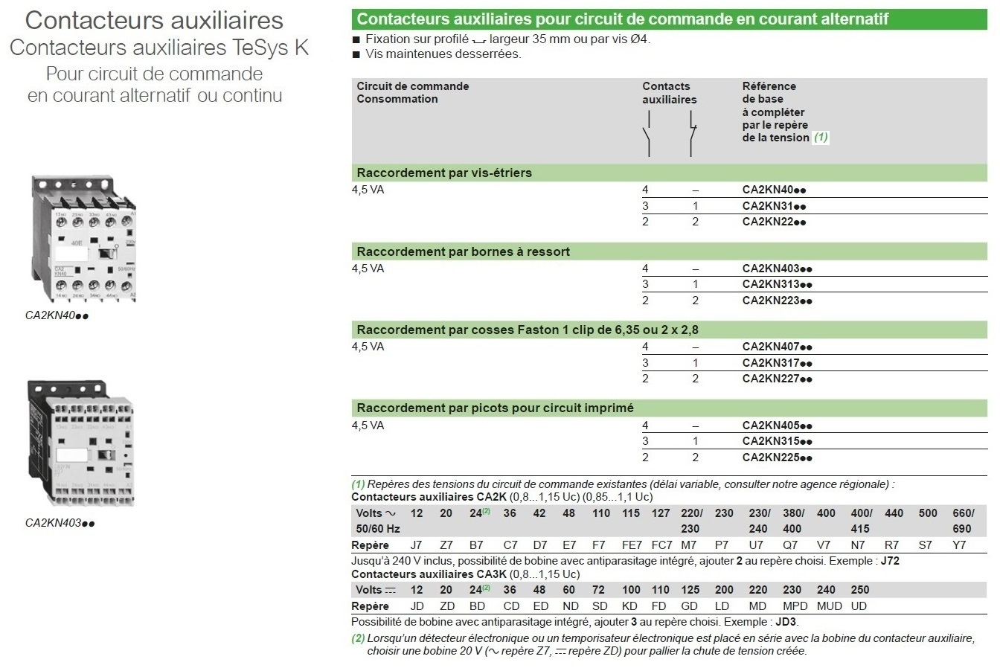 Contacteurs auxiliaires
Contacteurs auxiliaires TeSys K
Pour circuit de commande
en courant alternatif ou continu
CA2KN40●●
CA2KN403●●
Contacteurs auxiliaires pour circuit de commande en courant alternatif
■ Fixation sur profilé largeur 35 mm ou par vis Ø4.
■ Vis maintenues desserrées.
Circuit de commande Contacts Référence
Consommation auxiliaires de base
à compléter
par le repère
de la tension (1)
Raccordement par vis-étriers
4,5 VA 4 – CA2KN40●●
3 1 CA2KN31●●
2 2 CA2KN22●●
Raccordement par bornes à ressort
4,5 VA 4 – CA2KN403●●
3 1 CA2KN313●●
2 2 CA2KN223●●
Raccordement par cosses Faston 1 clip de 6,35 ou 2 x 2,8
4,5 VA 4 – CA2KN407●●
3 1 CA2KN317●●
2 2 CA2KN227●●
Raccordement par picots pour circuit imprimé
4,5 VA 4 – CA2KN405●●
3 1 CA2KN315●●
2 2 CA2KN225●●
(1) Repères des tensions du circuit de commande existantes (délai variable, consulter notre agence régionale) :
Contacteurs auxiliaires CA2K (0,8...1,15 Uc) (0,85...1,1 Uc)
Volts ~ 12 20 24(2) 36 42 48 110 115 127 220/ 230 230/ 380/ 400 400/ 440 500 660/
50/60 Hz 230 240 400 415 690
Repère J7 Z7 B7 C7 D7 E7 F7 FE7 FC7 M7 P7 U7 Q7 V7 N7 R7 S7 Y7
Jusqu'à 240 V inclus, possibilité de bobine avec antiparasitage intégré, ajouter 2 au repère choisi. Exemple : J72
Contacteurs auxiliaires CA3K (0,8...1,15 Uc)
Volts ⎓ 12 20 24(2) 36 48 60 72 100 110 125 200 220 230 240 250
Repère JD ZD BD CD ED ND SD KD FD GD LD MD MPD MUD UD
Possibilité de bobine avec antiparasitage intégré, ajouter 3 au repère choisi. Exemple : JD3.
(2) Lorsqu'un détecteur électronique ou un temporisateur électronique est placé en série avec la bobine du contacteur auxiliaire,
choisir une bobine 20 V (~ repère Z7, ⎓ repère ZD) pour pallier la chute de tension créée.